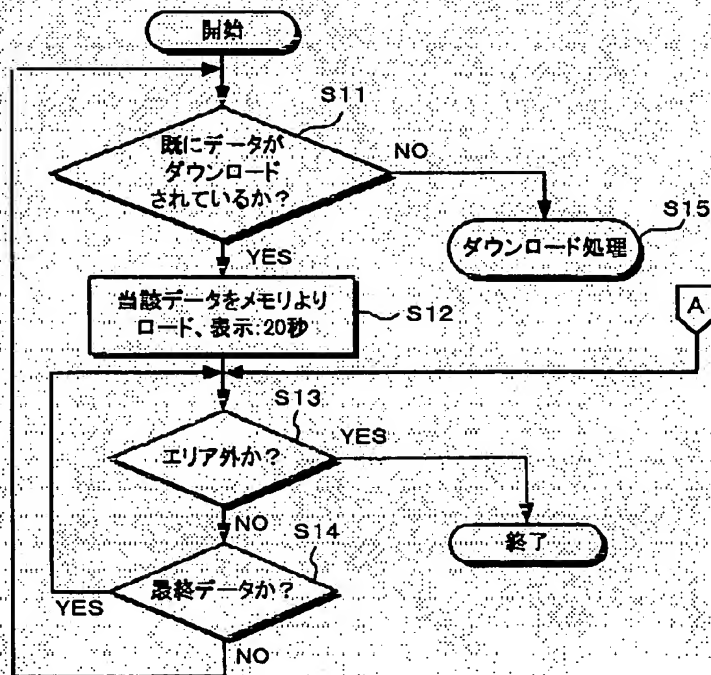 開始
S11
既にデータが
ダウンロード
されているか?
NO
S15
ダウンロード処理
YES
当該データをメモリより
ロード、表示:20秒
S12
A
S13
エリア外か?
YES
NO
終了
S14
最終データか?
YES
NO